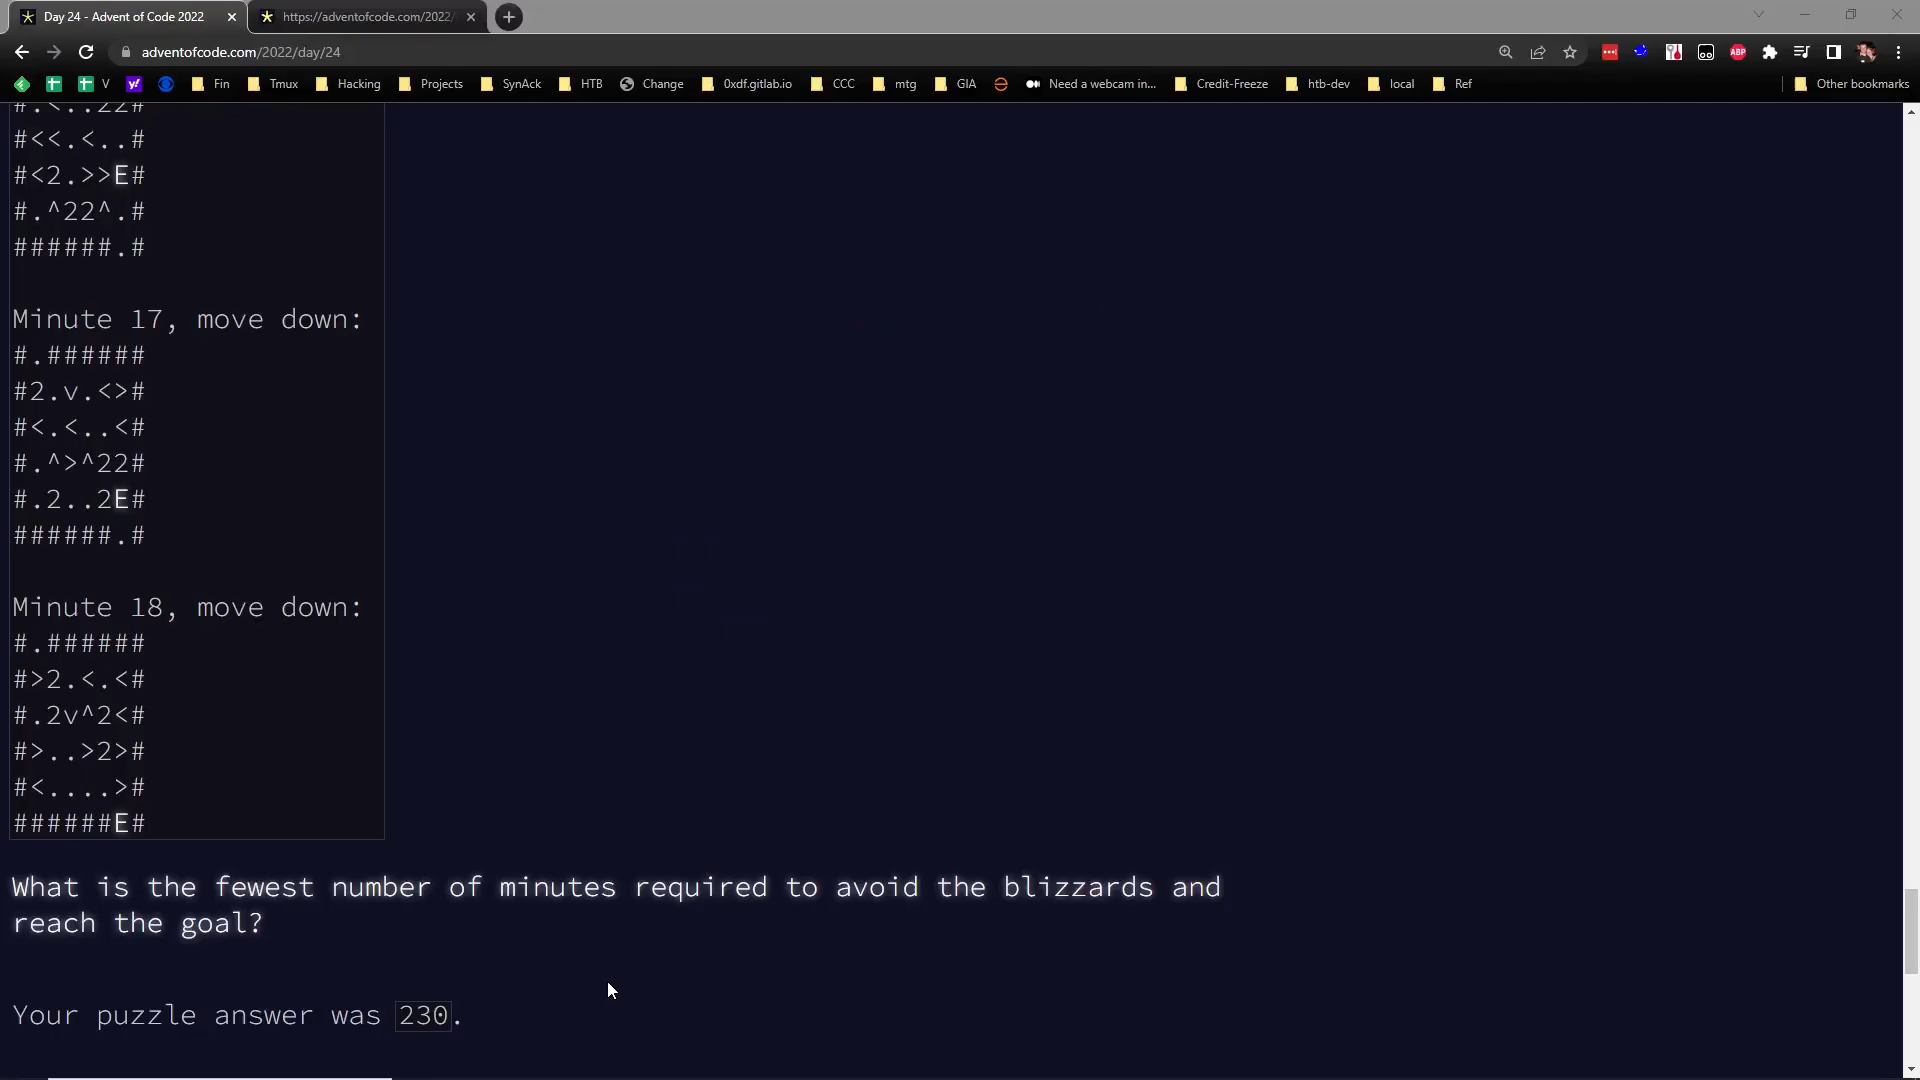 Day 24 - Advent of Code 2022
https://adventofcode.com/2022/
adventofcode.com/2022/day/24
V Fin Tmux Hacking Projects SynAck HTB Change 0xdf.gitlab.io CCC mtg GIA Need a webcam in... Credit-Freeze htb-dev local Ref Other bookmarks
#.<..22#
#<<.<..#
#<2.>>E#
#.^22^.#
######.#
Minute 17, move down:
#.######
#2.v.<>#
#<.<..<#
#.^>^22#
#.2..2E#
######.#
Minute 18, move down:
#.######
#>2.<.<#
#.2v^2<#
#>..>2>#
#<....>#
######E#
What is the fewest number of minutes required to avoid the blizzards and
reach the goal?
Your puzzle answer was 230.